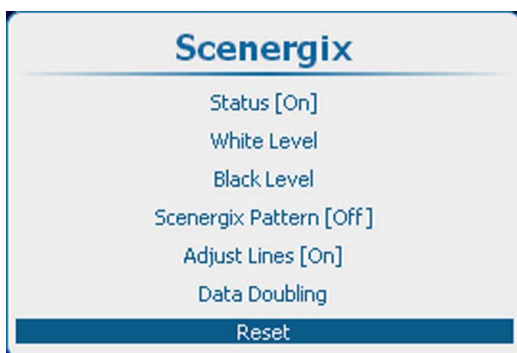 Scenergix
Status [On]
White Level
Black Level
Scenergix Pattern [Off]
Adjust Lines [On]
Data Doubling
Reset